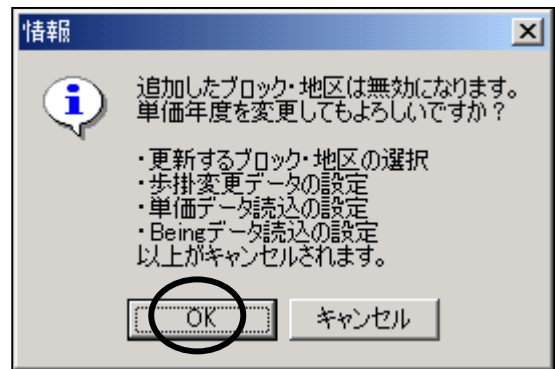 情報
追加したブロック・地区は無効になります。
単価年度を変更してもよろしいですか？
・更新するブロック・地区の選択
・歩掛変更データの設定
・単価データ読込の設定
・Beingデータ読込の設定
以上がキャンセルされます。
OK キャンセル